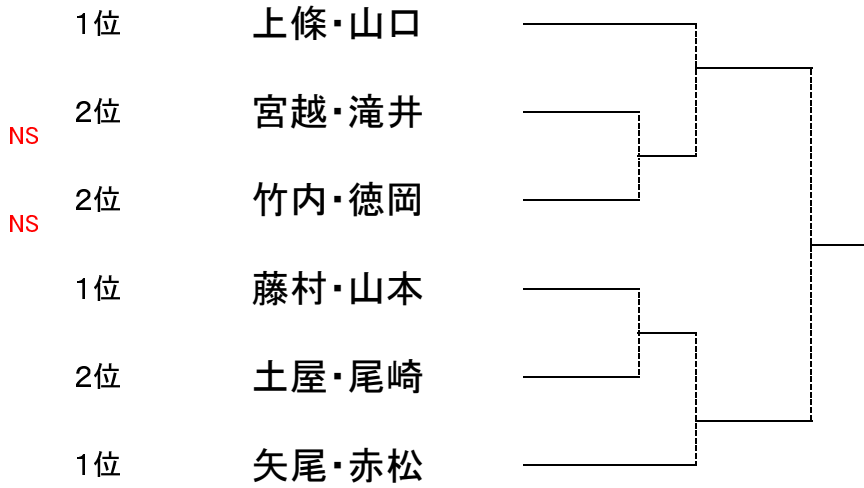 1位 上條・山口
2位 宮越・滝井
NS
2位 竹内・徳岡
NS
1位 藤村・山本
2位 土屋・尾崎
1位 矢尾・赤松